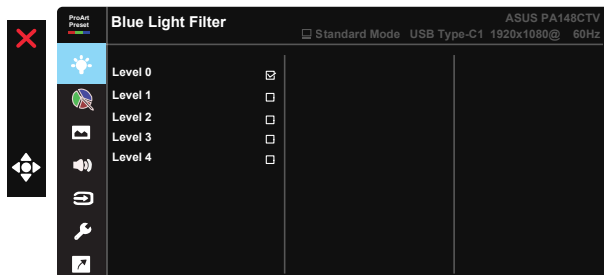 ProArt
Preset
Blue Light Filter
ASUS PA148CTV
Standard Mode USB Type-C1 1920x1080@ 60Hz
Level 0
Level 1
Level 2
Level 3
Level 4